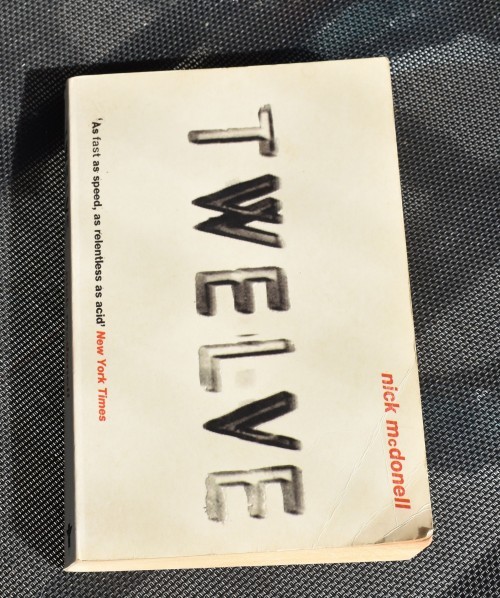 nick mcdonell
TWELVE
'As fast as speed, as relentless as acid' New York Times